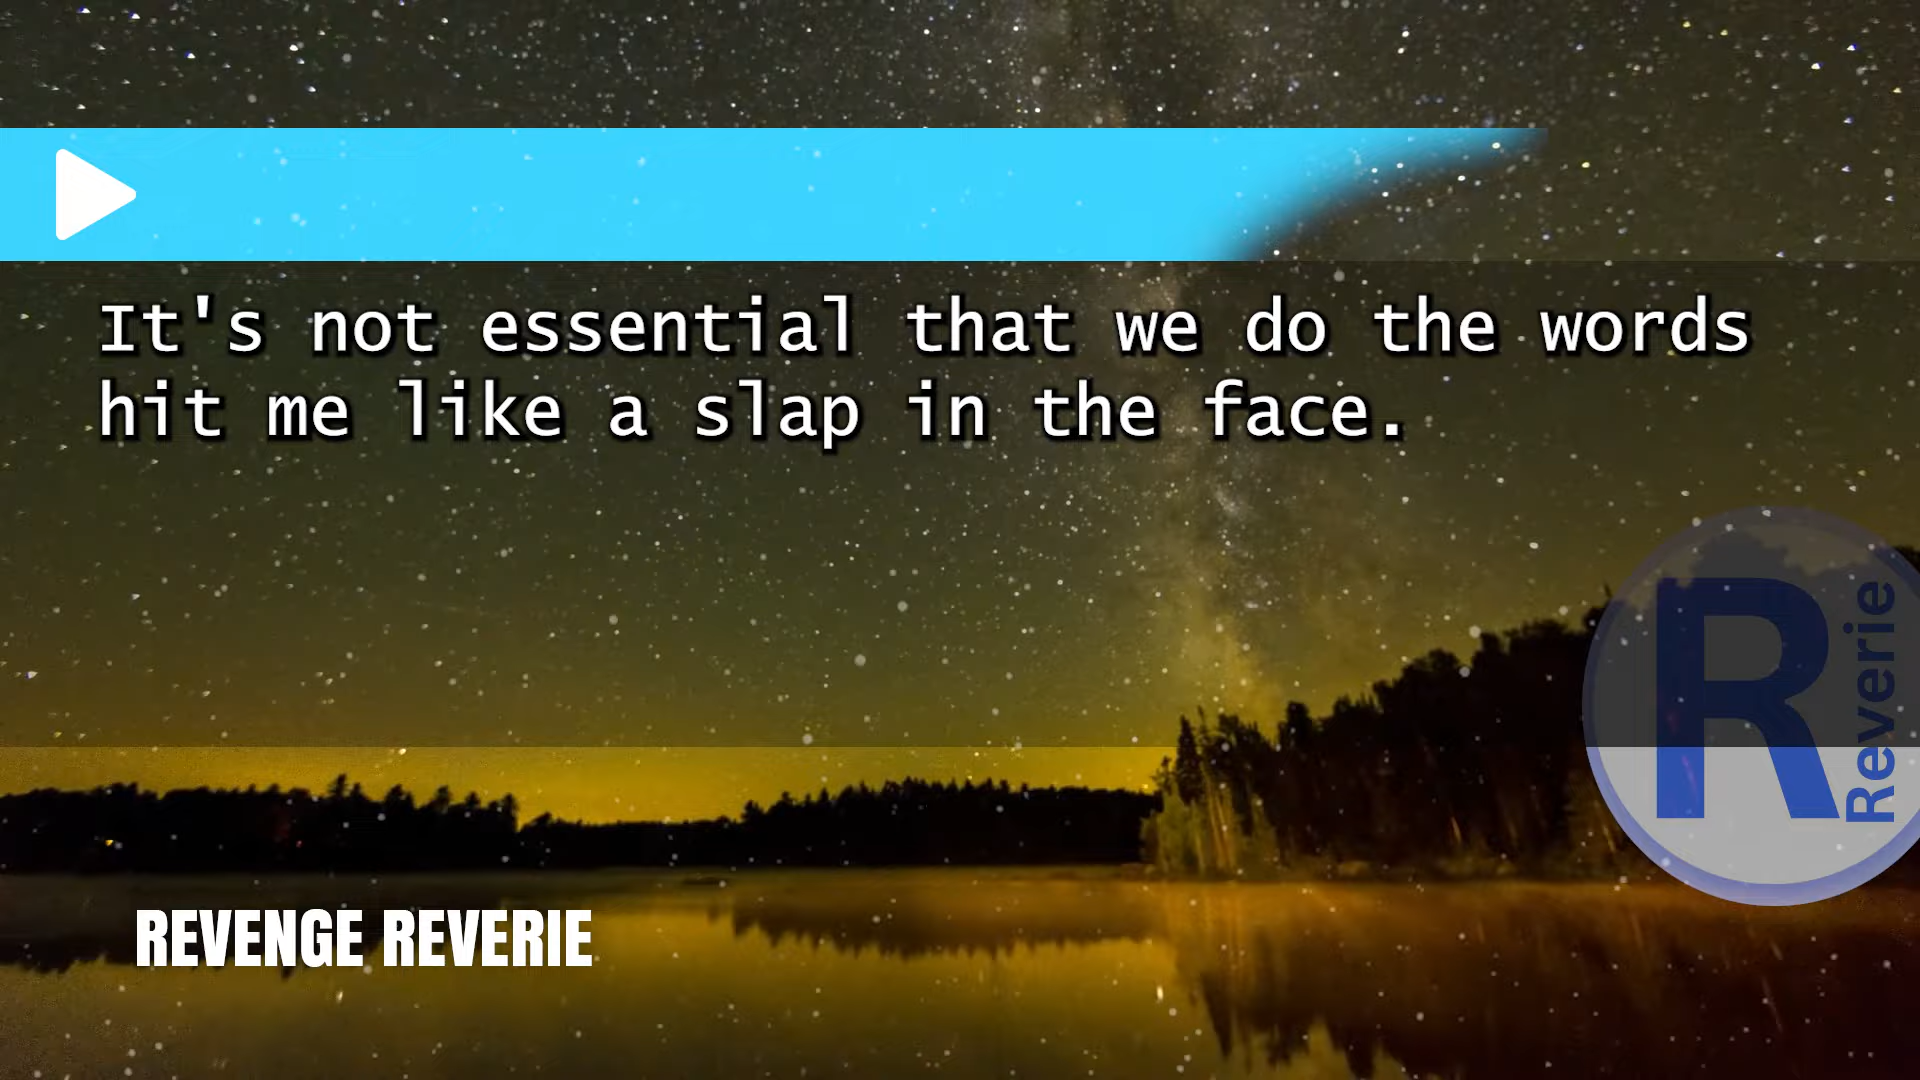 It's not essential that we do the words
hit me like a slap in the face.
R
Reverie
REVENGE REVERIE